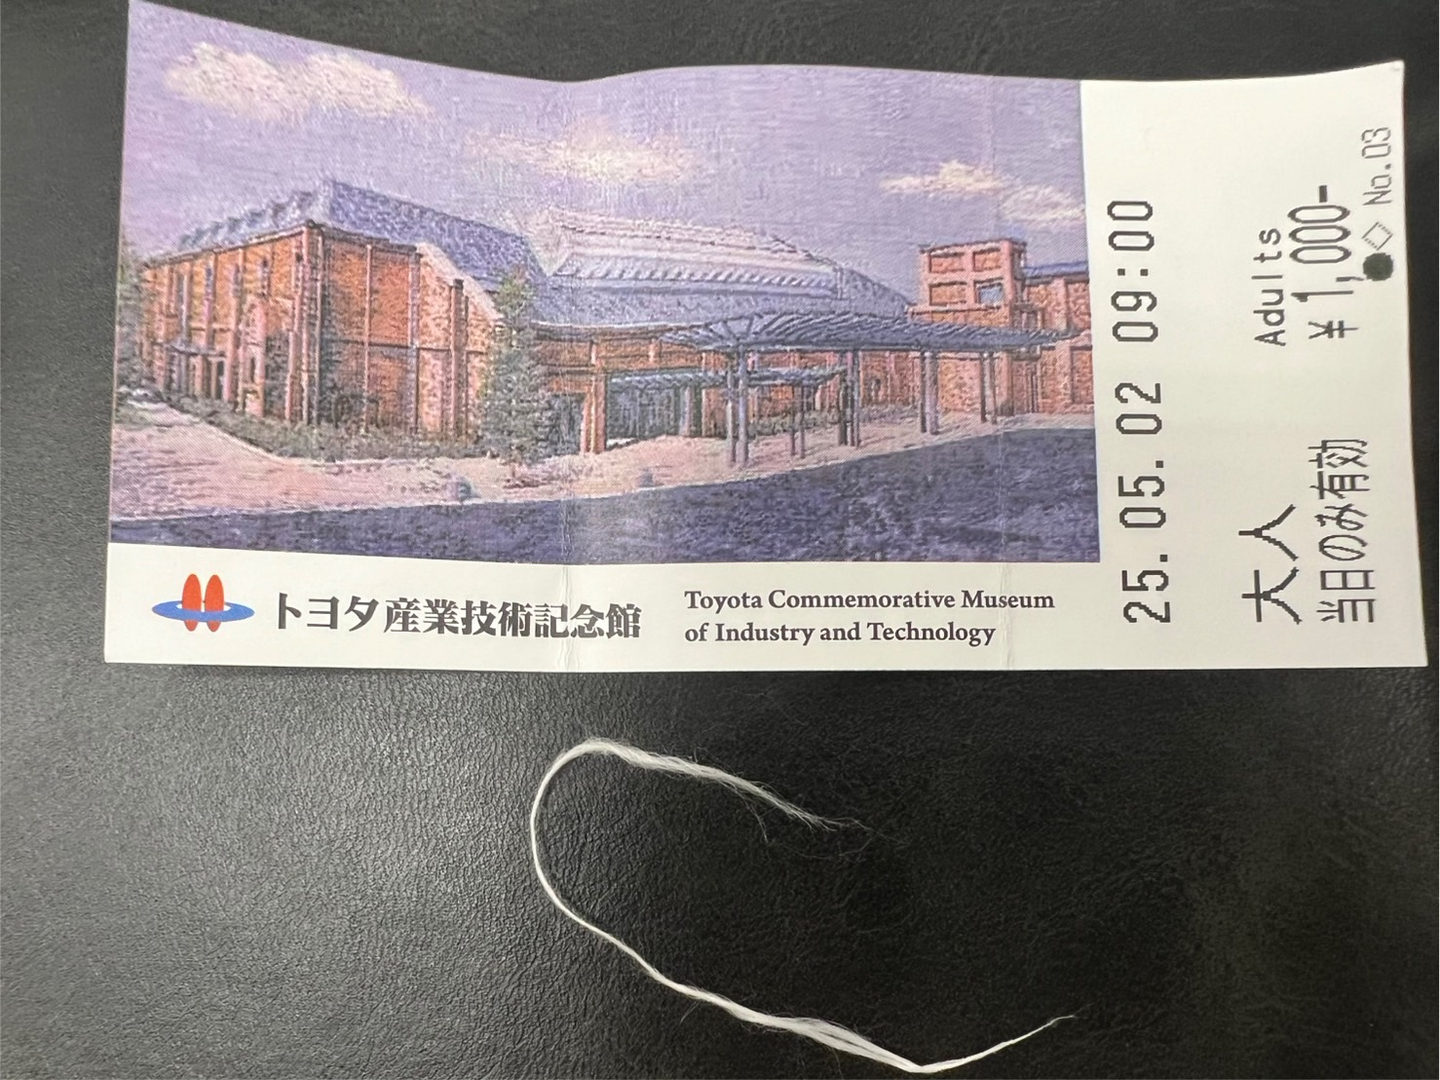 トヨタ産業技術記念館
Toyota Commemorative Museum
of Industry and Technology
25.05.02 09:00
大人 Adults
当日のみ有効 ¥1,000-
No.03